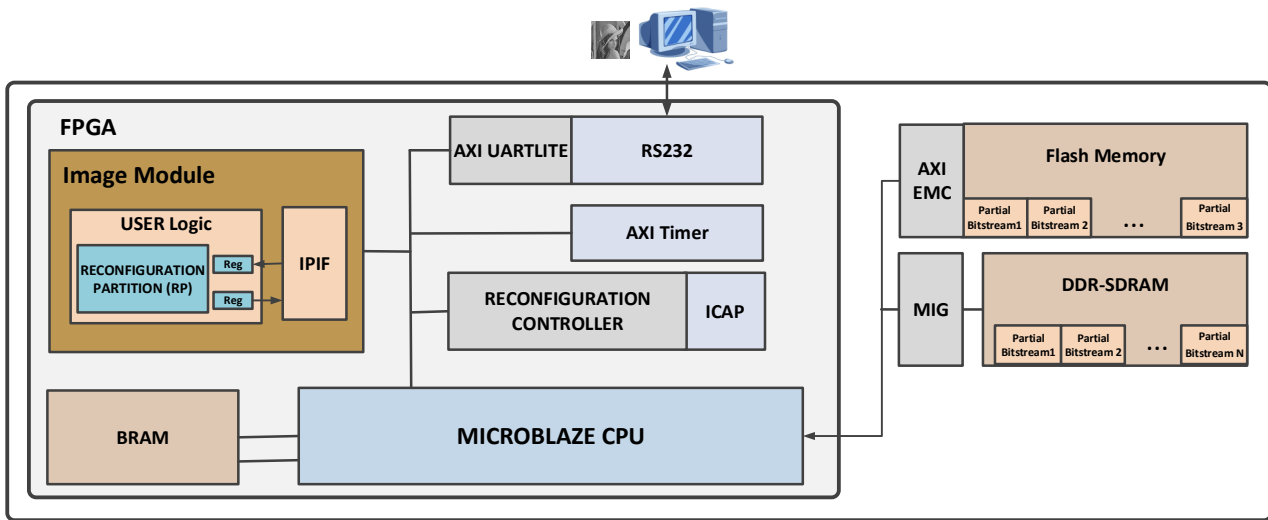 FPGA
Image Module
USER Logic
RECONFIGURATION
PARTITION (RP)
Reg
Reg
IPIF
AXI UARTLITE
RS232
AXI Timer
RECONFIGURATION
CONTROLLER
ICAP
BRAM
MICROBLAZE CPU
AXI
EMC
Flash Memory
Partial
Bitstream1
Partial
Bitstream 2
...
Partial
Bitstream 3
MIG
DDR-SDRAM
Partial
Bitstream1
Partial
Bitstream 2
...
Partial
Bitstream N